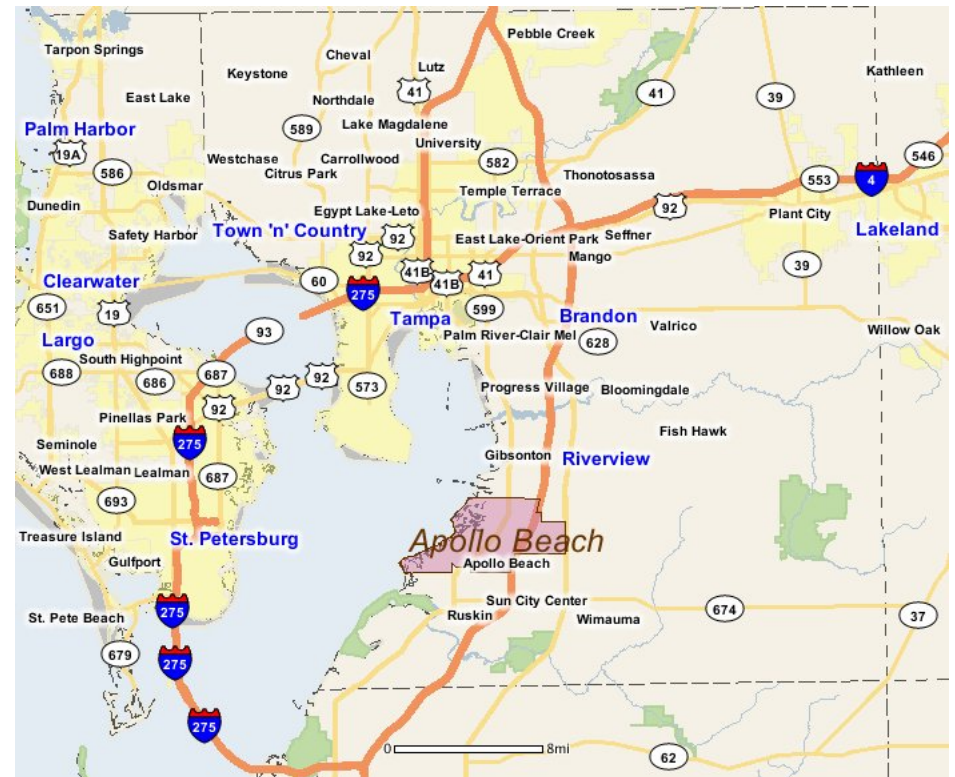 Pebble Creek
Tarpon Springs
Cheval
Keystone
Lutz
Kathleen
41
41
39
East Lake
Northdale
Palm Harbor
589
Lake Magdalene
University
19A
586
Westchase
Carrollwood
582
546
Citrus Park
Thonotosassa
553
4
Oldsmar
Temple Terrace
Dunedin
Egypt Lake-Leto
92
Plant City
Safety Harbor
Town 'n' Country
92
East Lake-Orient Park
Seffner
Lakeland
92
Mango
Clearwater
60
41B
41
39
41B
275
651
19
599
Tampa
Brandon
93
Palm River-Clair Mel
Valrico
Willow Oak
Largo
628
South Highpoint
688
686
687
92
92
573
Progress Village
Bloomingdale
Pinellas Park
92
Fish Hawk
Seminole
275
Gibsonton
Riverview
West Lealman
Lealman
687
693
Treasure Island
St. Petersburg
Apollo Beach
Gulfport
Apollo Beach
Sun City Center
St. Pete Beach
275
Ruskin
Wimauma
674
37
679
275
275
0
8mi
62